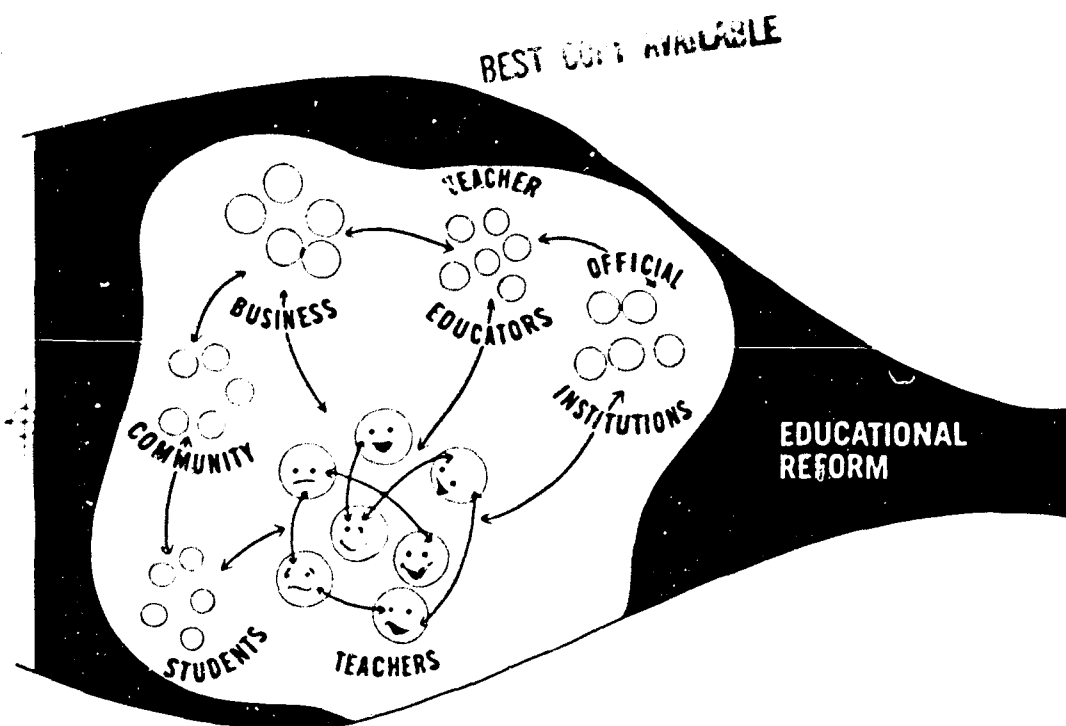 BEST COPY AVAILABLE
TEACHER
OFFICIAL
BUSINESS
EDUCATORS
INSTITUTIONS
COMMUNITY
EDUCATIONAL
REFORM
STUDENTS
TEACHERS